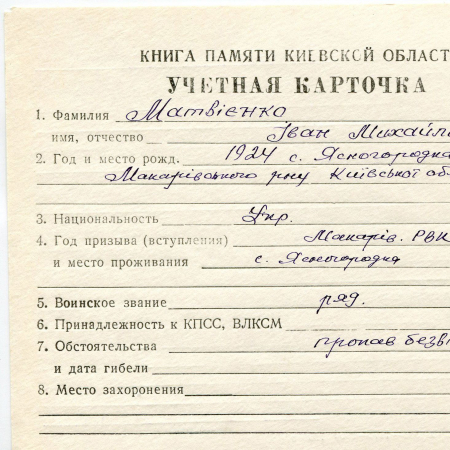 КНИГА ПАМЯТИ КИЕВСКОЙ ОБЛАСТ
УЧЕТНАЯ КАРТОЧКА
1. Фамилия Матвієнко
имя, отчество Іван Михайло
2. Год и место рожд. 1924 с. Ясногородка
Макарівського р-ну Київської об
3. Национальность Укр.
4. Год призыва (вступления) Макарів. РВК
и место проживания с. Ясногородка
5. Воинское звание ряд.
6. Принадлежность к КПСС, ВЛКСМ
7. Обстоятельства пропав безві
и дата гибели
8. Место захоронения